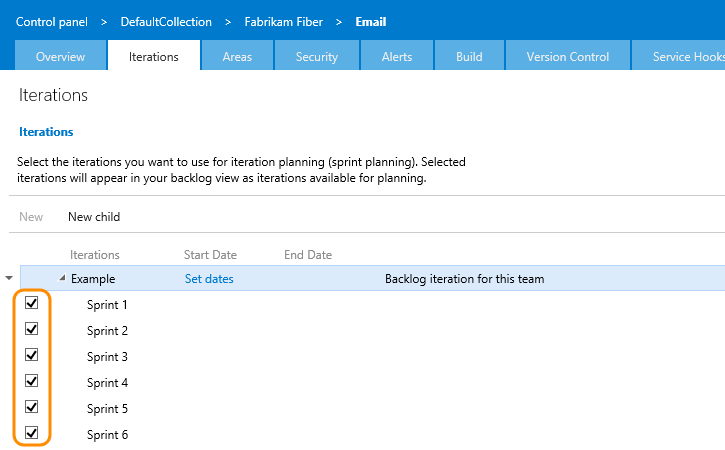 Control panel > DefaultCollection > Fabrikam Fiber > Email
Overview Iterations Areas Security Alerts Build Version Control Service Hooks
Iterations
Iterations
Select the iterations you want to use for iteration planning (sprint planning). Selected
iterations will appear in your backlog view as iterations available for planning.
New New child
Iterations Start Date End Date
Example Set dates Backlog iteration for this team
Sprint 1
Sprint 2
Sprint 3
Sprint 4
Sprint 5
Sprint 6